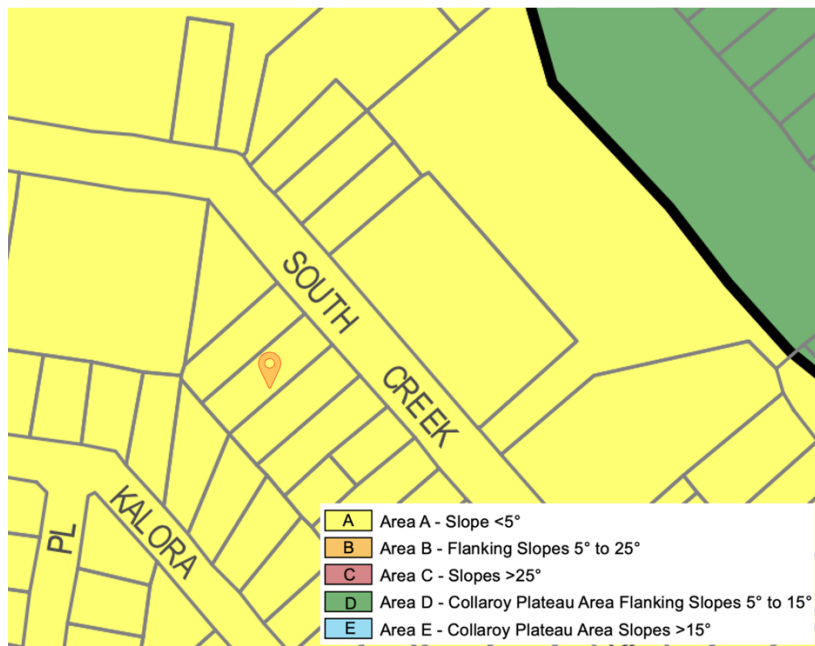 SOUTH
CREEK
KALORA
PL
A Area A - Slope <5°
B Area B - Flanking Slopes 5° to 25°
C Area C - Slopes >25°
D Area D - Collaroy Plateau Area Flanking Slopes 5° to 15°
E Area E - Collaroy Plateau Area Slopes >15°